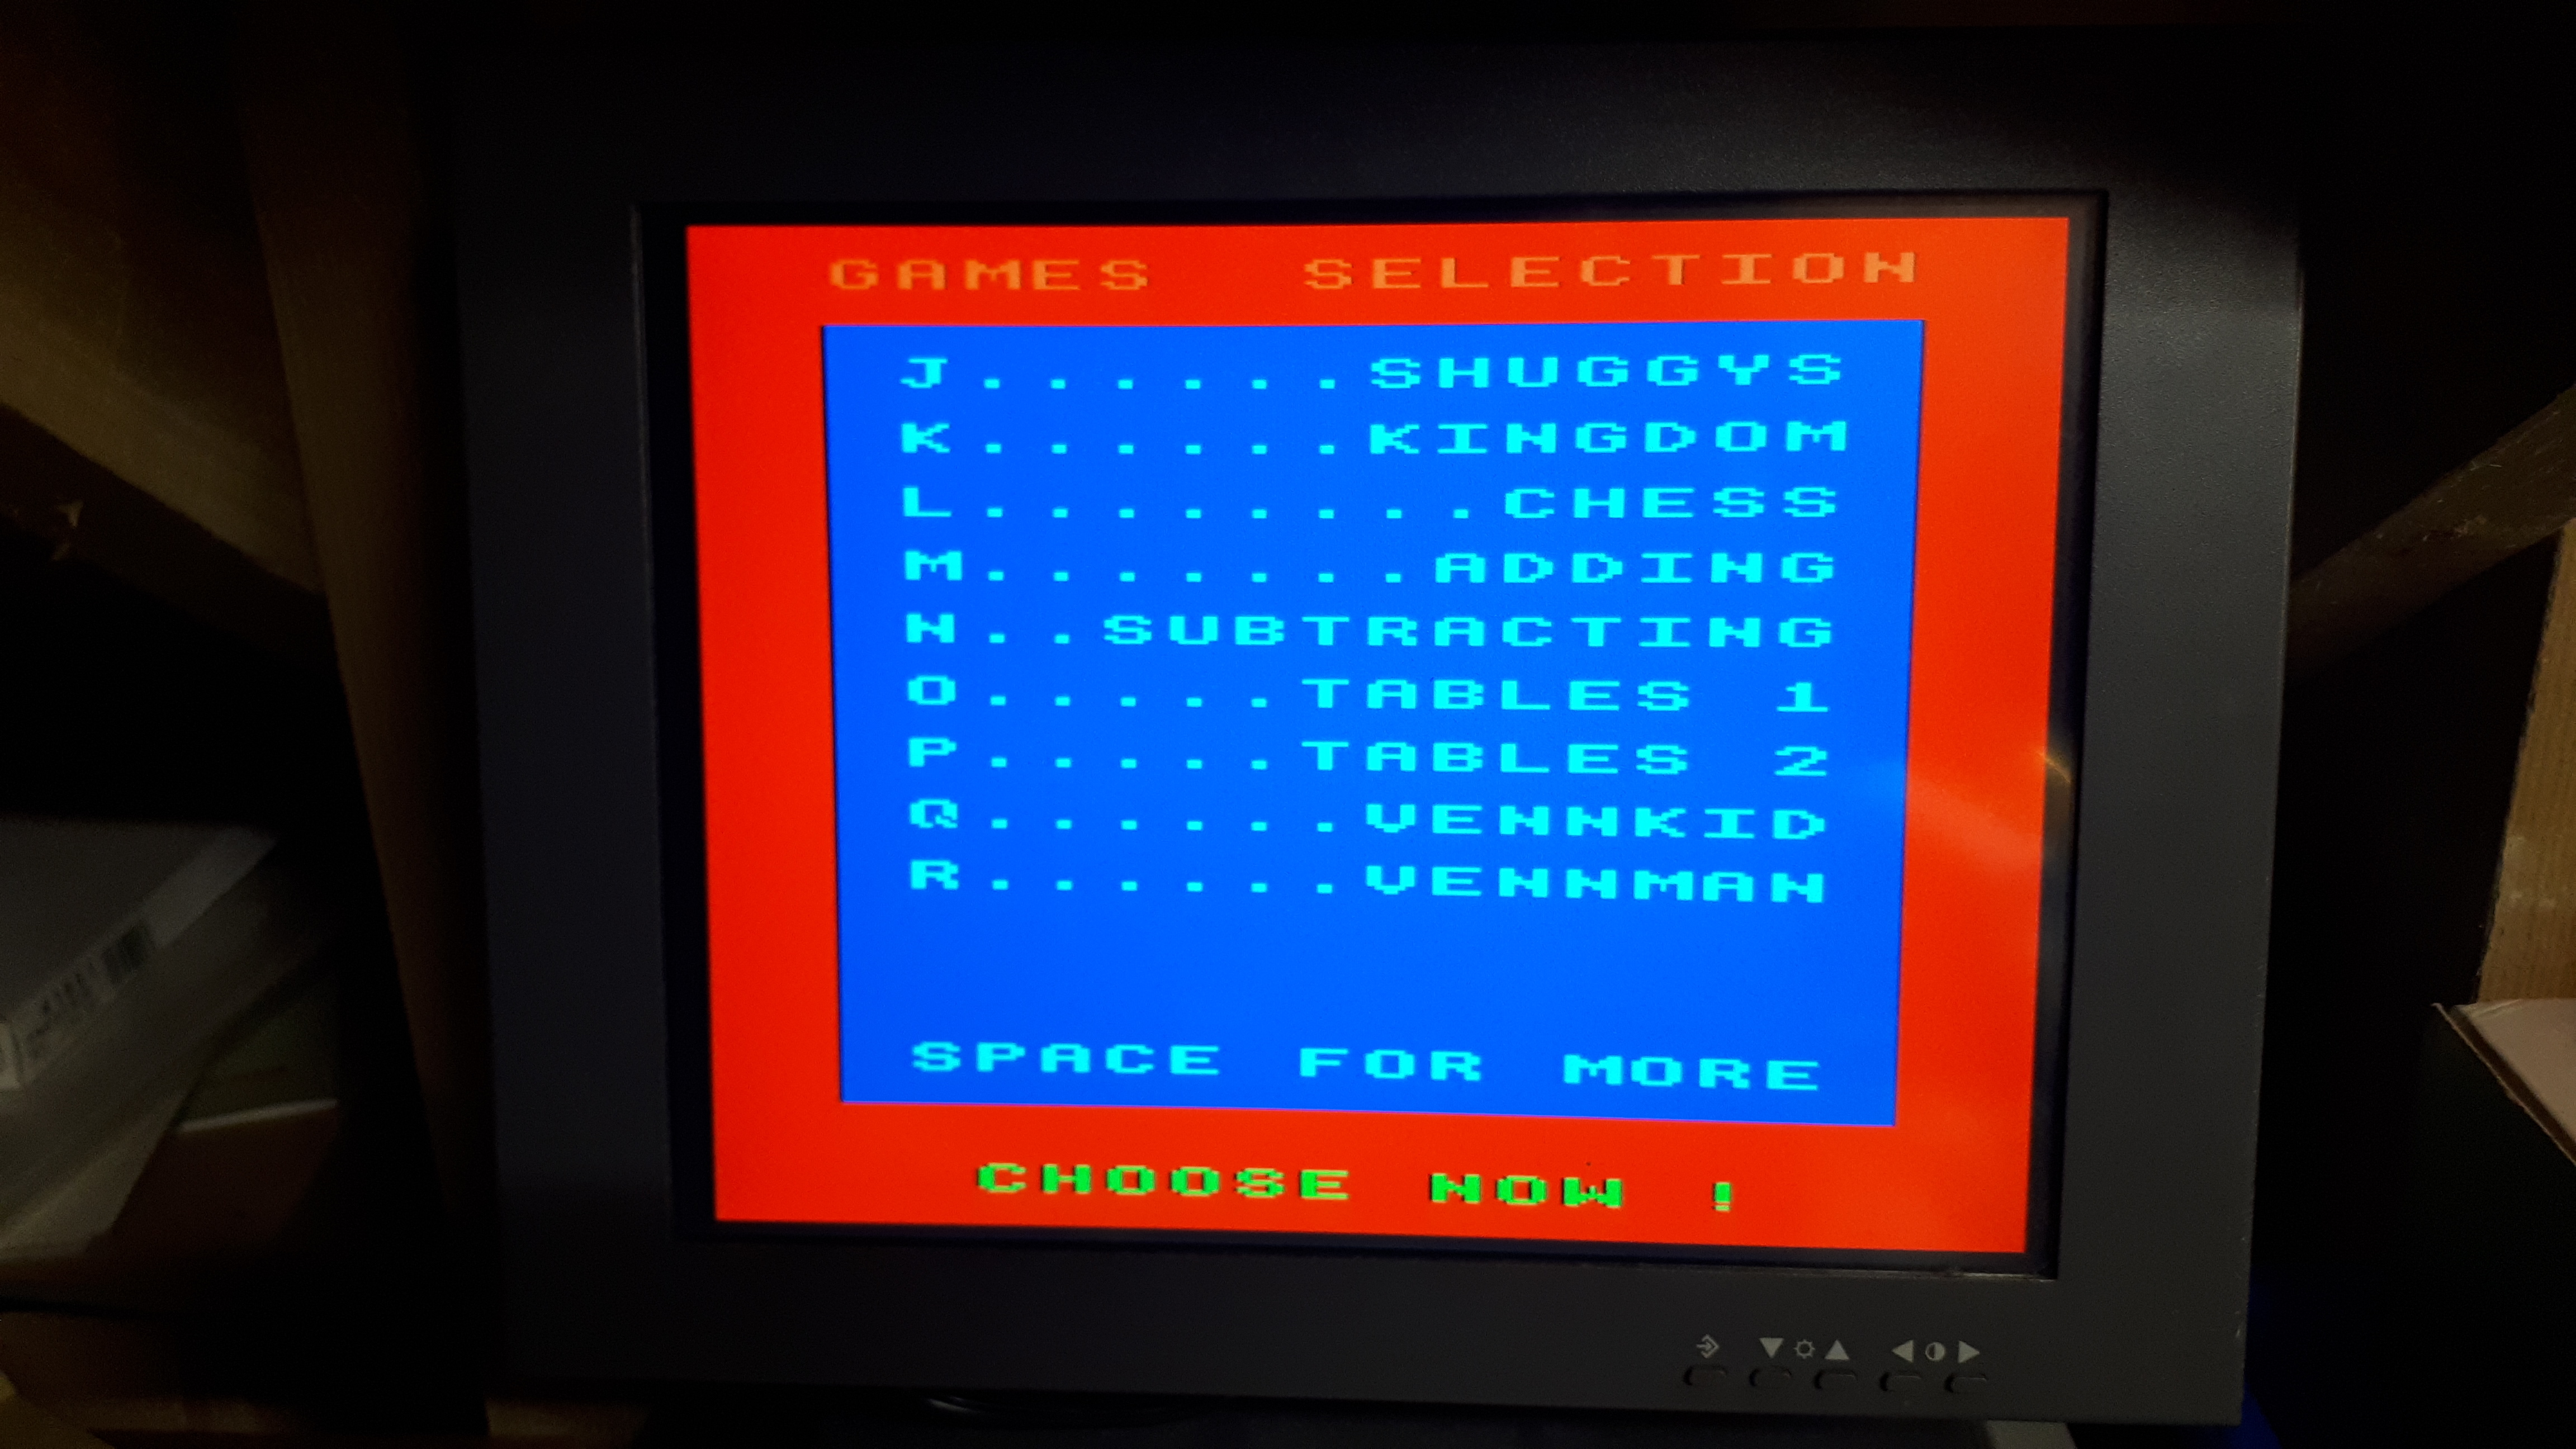 GAMES SELECTION
J......SHUGGYS
K......KINGDOM
L........CHESS
M.......ADDING
N..SUBTRACTING
O.....TABLES 1
P.....TABLES 2
Q......VENNKID
R......VENNMAN
SPACE FOR MORE
CHOOSE NOW !